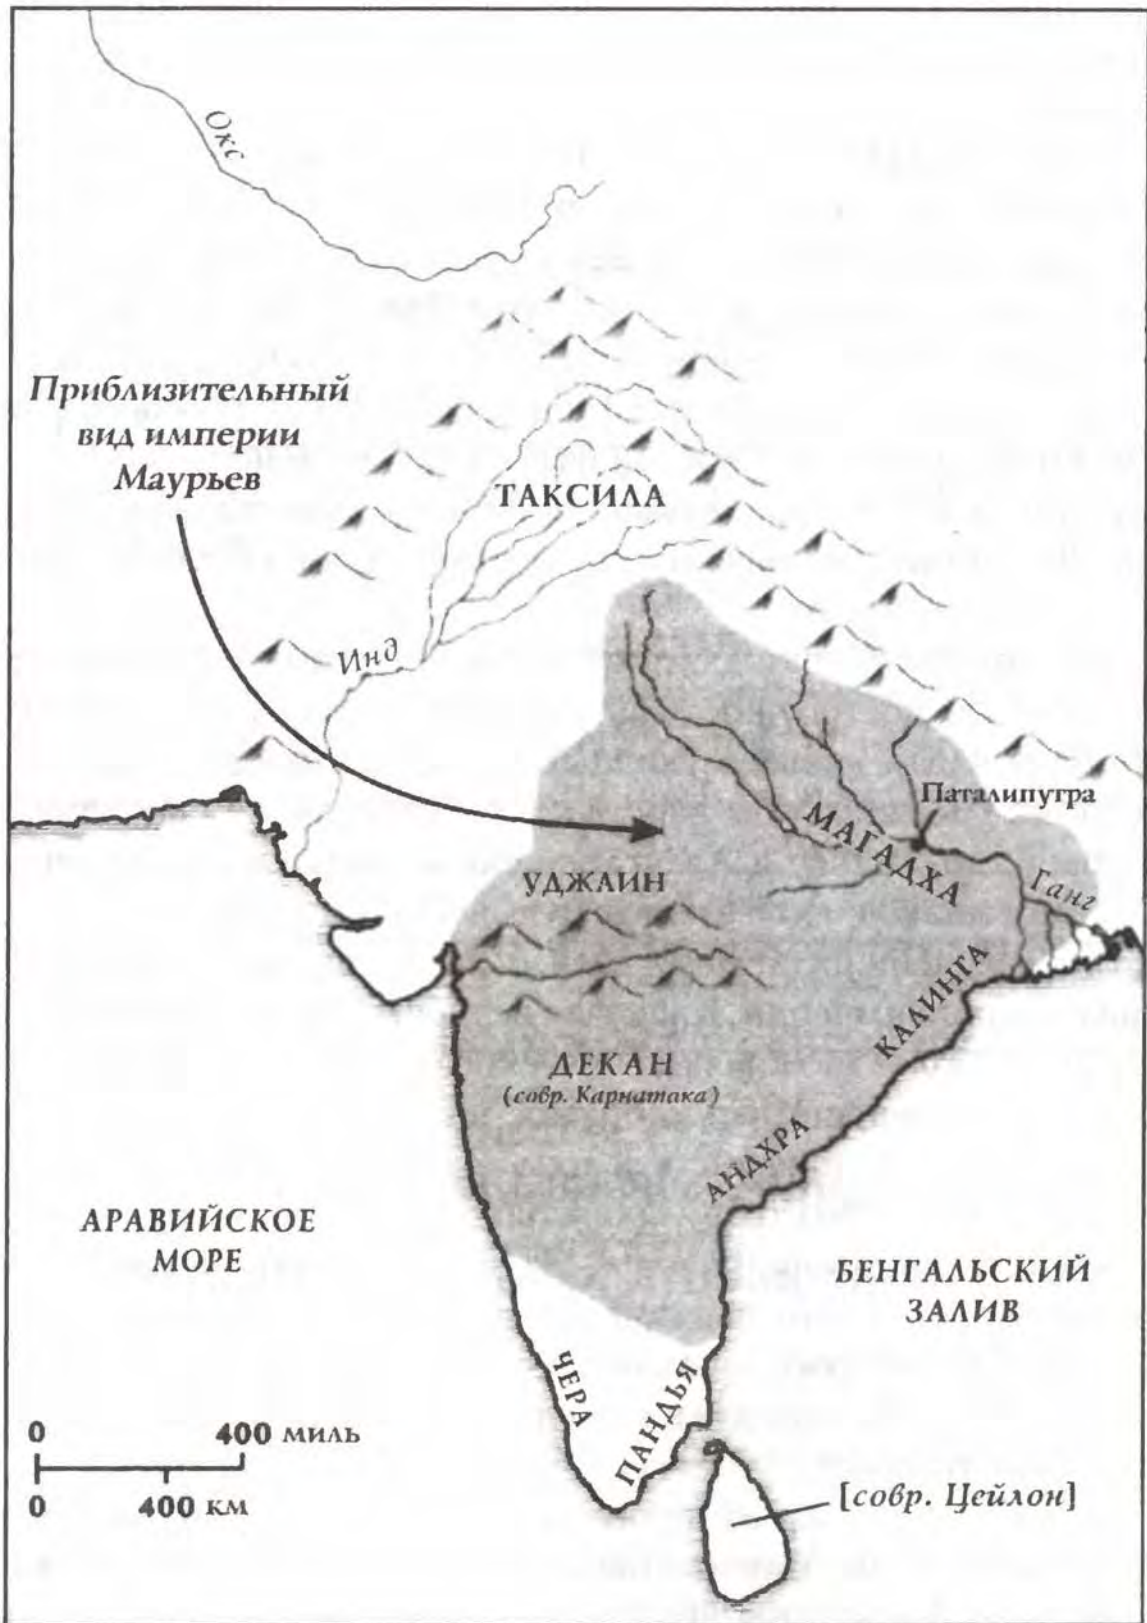 Окс
Приблизительный
вид империи
Маурьев
ТАКСИЛА
Инд
Паталипутра
МАГАДХА
УДЖАИН
Ганг
КАЛИНГА
ДЕКАН
(совр. Карнатака)
АНДХРА
АРАВИЙСКОЕ
МОРЕ
БЕНГАЛЬСКИЙ
ЗАЛИВ
ЧЕРА
ПАНДЬЯ
0 400 миль
0 400 км
[совр. Цейлон]